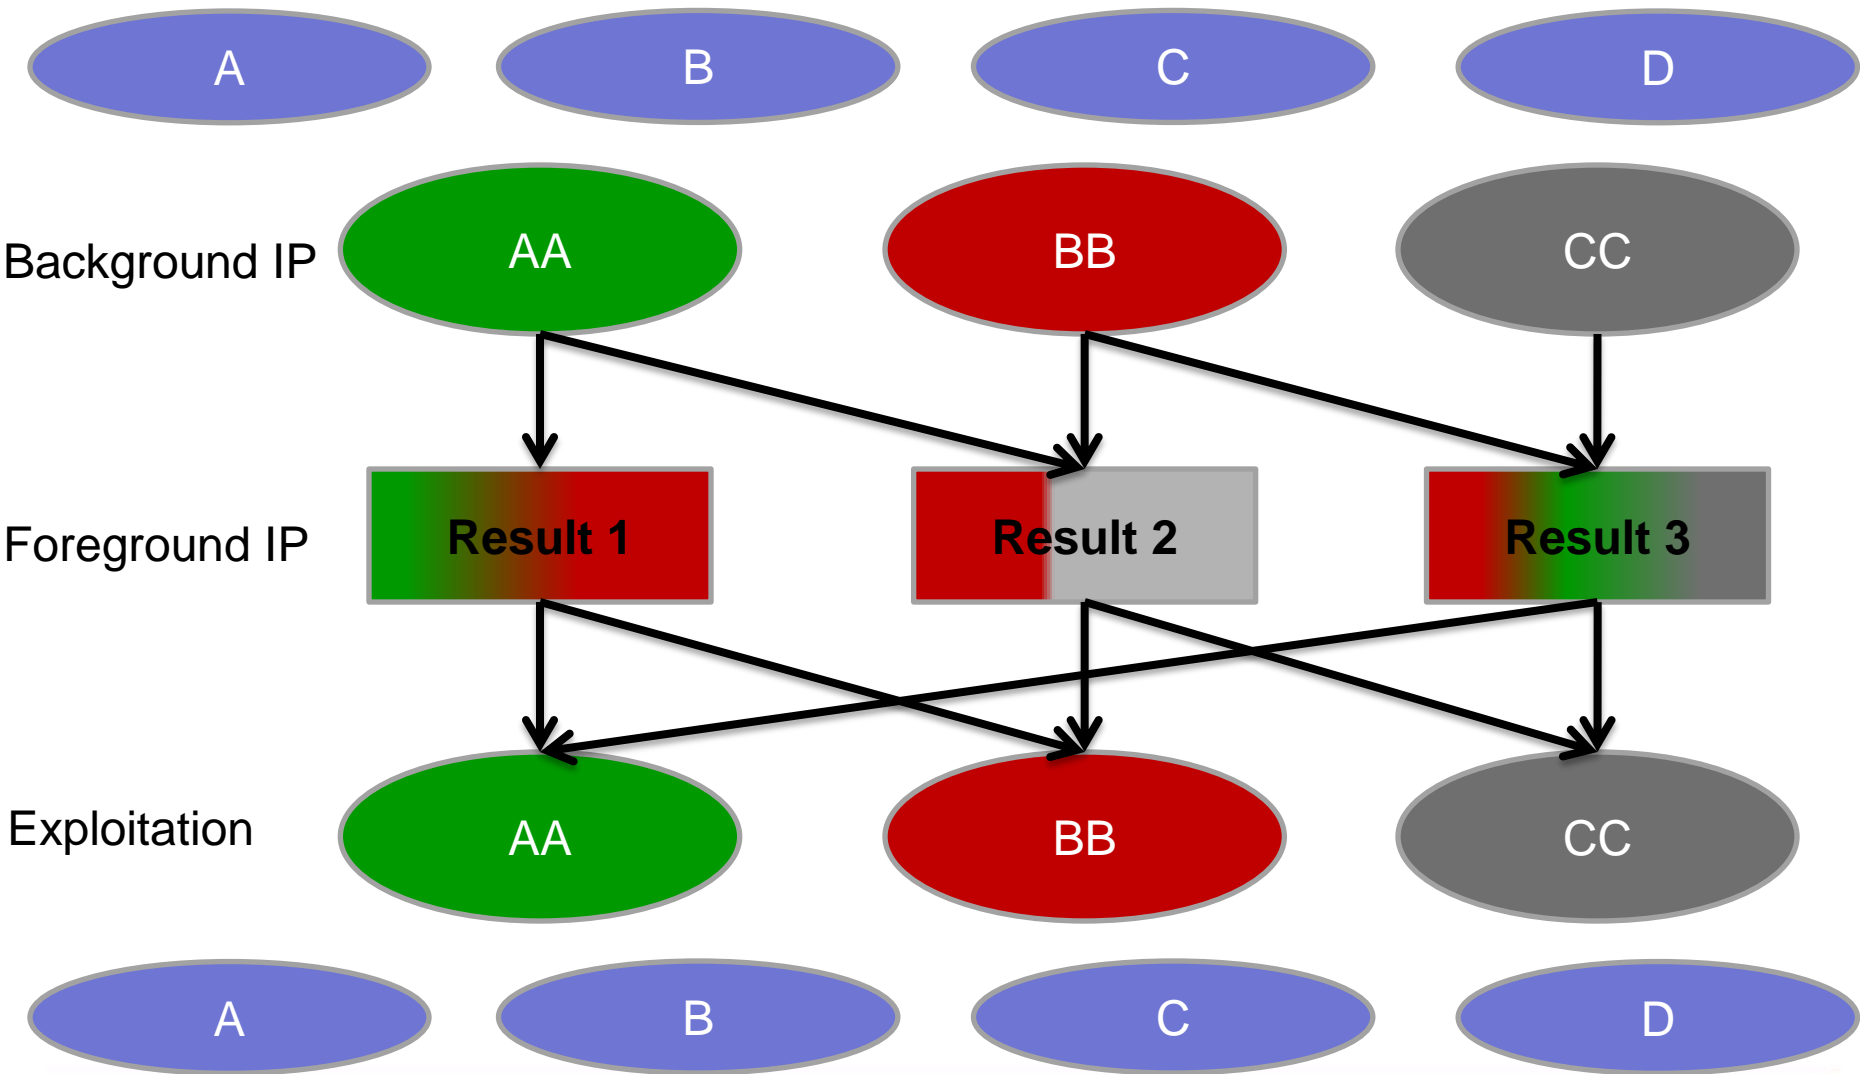 A
B
C
D
Background IP
AA
BB
CC
Foreground IP
Result 1
Result 2
Result 3
Exploitation
AA
BB
CC
A
B
C
D